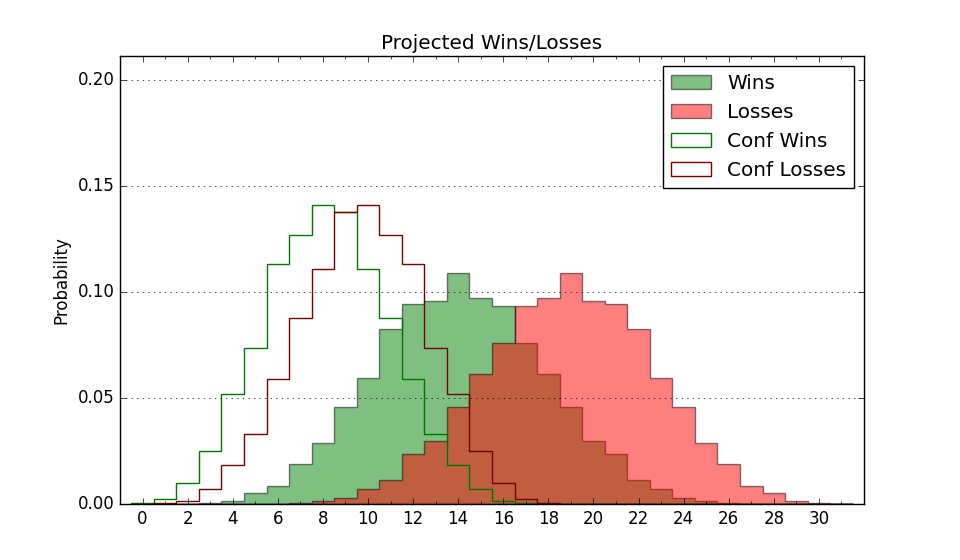 Projected Wins/Losses
Wins
Losses
Conf Wins
Conf Losses
Probability
0.20
0.15
0.10
0.05
0.00
0 2 4 6 8 10 12 14 16 18 20 22 24 26 28 30